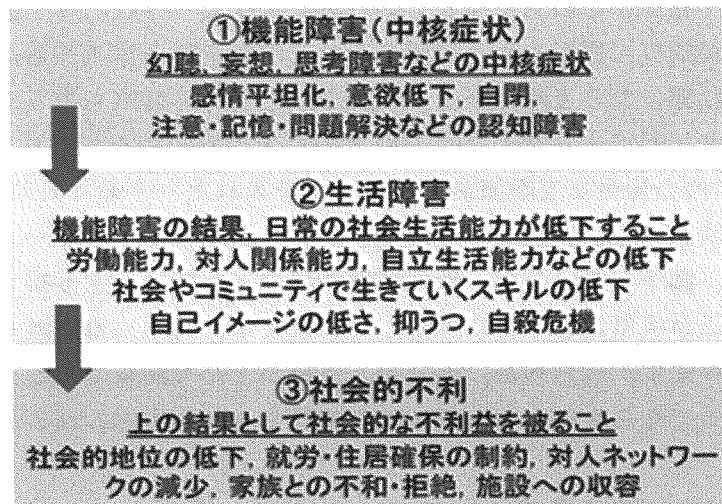 ①機能障害(中核症状)
幻聴, 妄想, 思考障害などの中核症状
感情平坦化, 意欲低下, 自閉,
注意・記憶・問題解決などの認知障害
②生活障害
機能障害の結果, 日常の社会生活能力が低下すること
労働能力, 対人関係能力, 自立生活能力などの低下
社会やコミュニティで生きていくスキルの低下
自己イメージの低さ, 抑うつ, 自殺危機
③社会的不利
上の結果として社会的な不利益を被ること
社会的地位の低下, 就労・住居確保の制約, 対人ネットワー
クの減少, 家族との不和・拒絶, 施設への収容